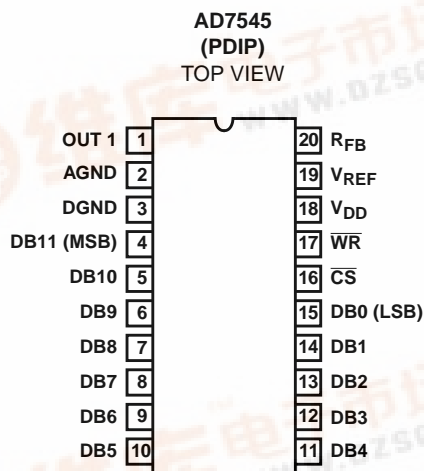 AD7545
(PDIP)
TOP VIEW
OUT 1 1 20 RFB
AGND 2 19 VREF
DGND 3 18 VDD
DB11 (MSB) 4 17 WR
DB10 5 16 CS
DB9 6 15 DB0 (LSB)
DB8 7 14 DB1
DB7 8 13 DB2
DB6 9 12 DB3
DB5 10 11 DB4